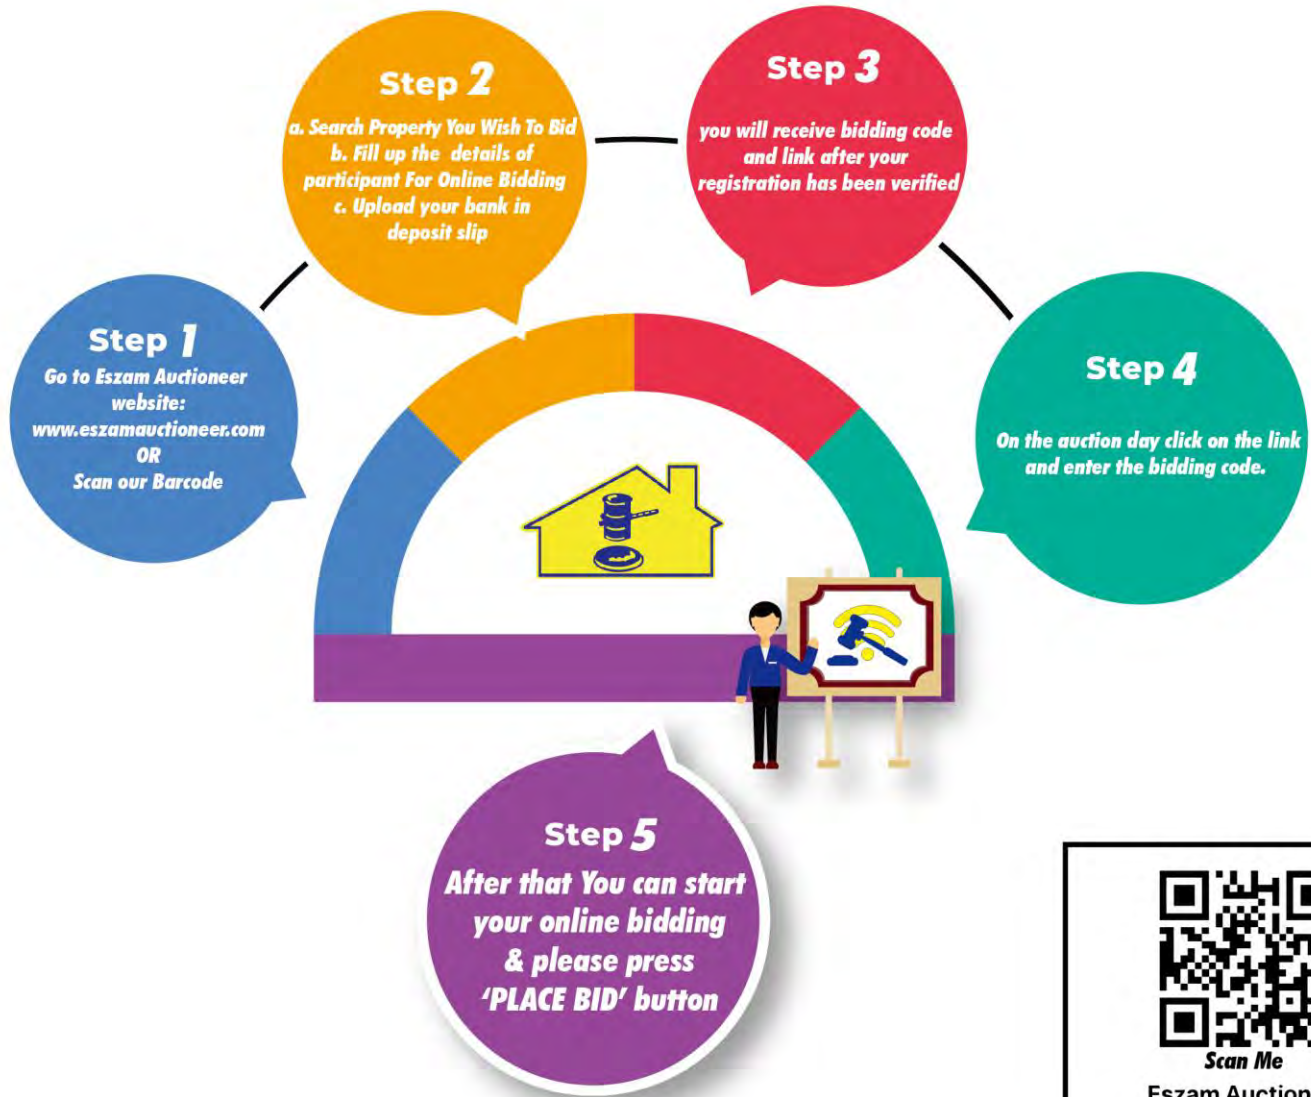 Step 1
Go to Eszam Auctioneer
website:
www.eszamauctioneer.com
OR
Scan our Barcode
Step 2
a. Search Property You Wish To Bid
b. Fill up the details of
participant For Online Bidding
c. Upload your bank in
deposit slip
Step 3
you will receive bidding code
and link after your
registration has been verified
Step 4
On the auction day click on the link
and enter the bidding code.
Step 5
After that You can start
your online bidding
& please press
‘PLACE BID’ button
Scan Me
Eszam Auction